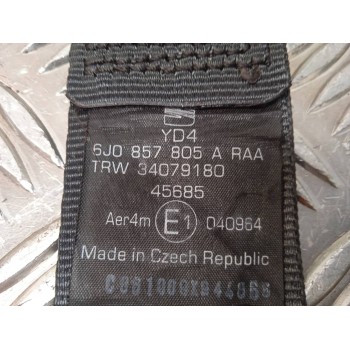 YD4
6J0 857 805 A RAA
TRW 34079180
45685
Aer4m E1 040964
Made in Czech Republic